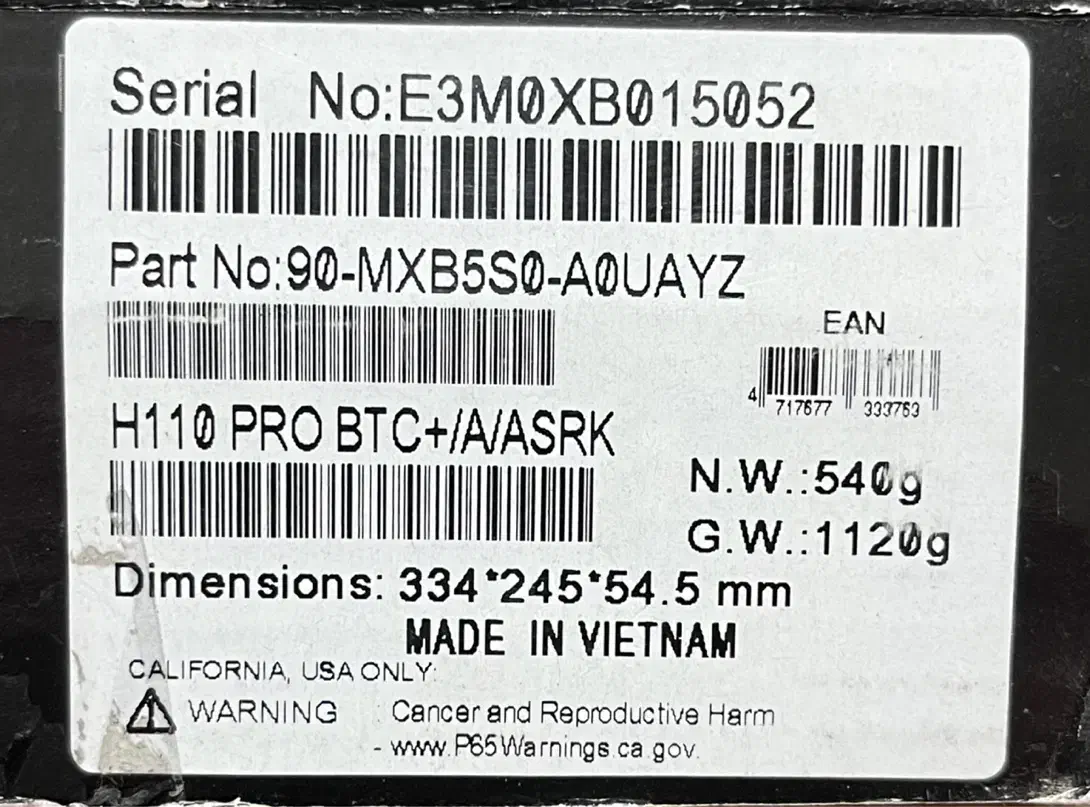 Serial No:E3M0XB015052
Part No:90-MXB5S0-A0UAYZ
EAN
4 717677 333763
H110 PRO BTC+/A/ASRK
N.W.:540g
G.W.:1120g
Dimensions: 334*245*54.5 mm
MADE IN VIETNAM
CALIFORNIA, USA ONLY:
WARNING : Cancer and Reproductive Harm
- www.P65Warnings.ca.gov.